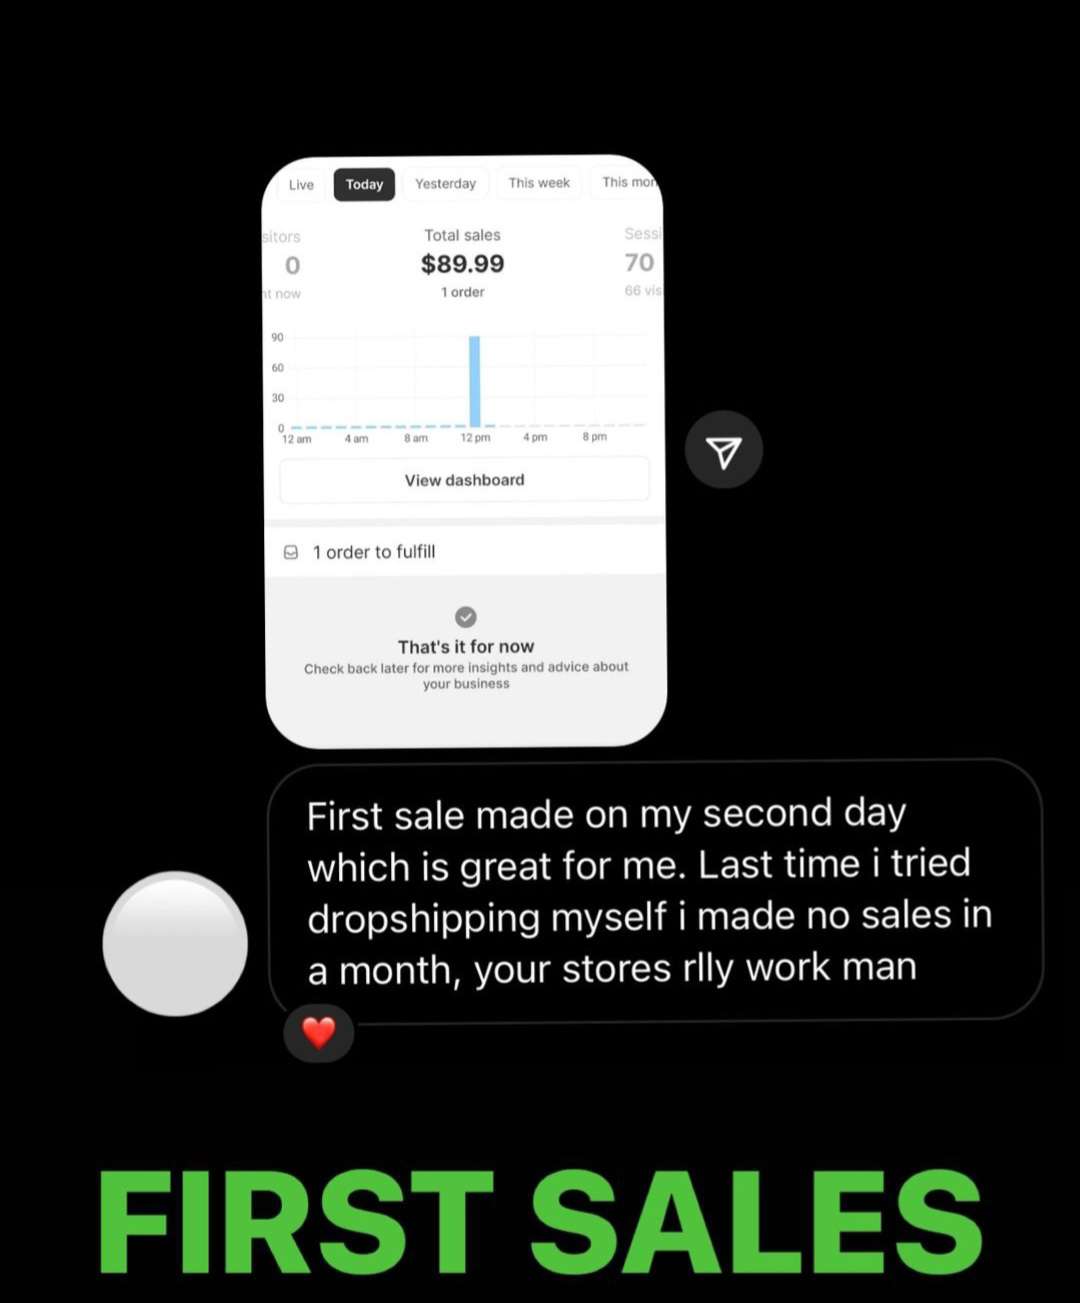 Live Today Yesterday This week This mon
sitors Total sales Sessi
0 $89.99 70
nt now 1 order 66 vis
90
60
30
0
12 am 4 am 8 am 12 pm 4 pm 8 pm
View dashboard
1 order to fulfill
That's it for now
Check back later for more insights and advice about
your business
First sale made on my second day
which is great for me. Last time i tried
dropshipping myself i made no sales in
a month, your stores rlly work man
FIRST SALES